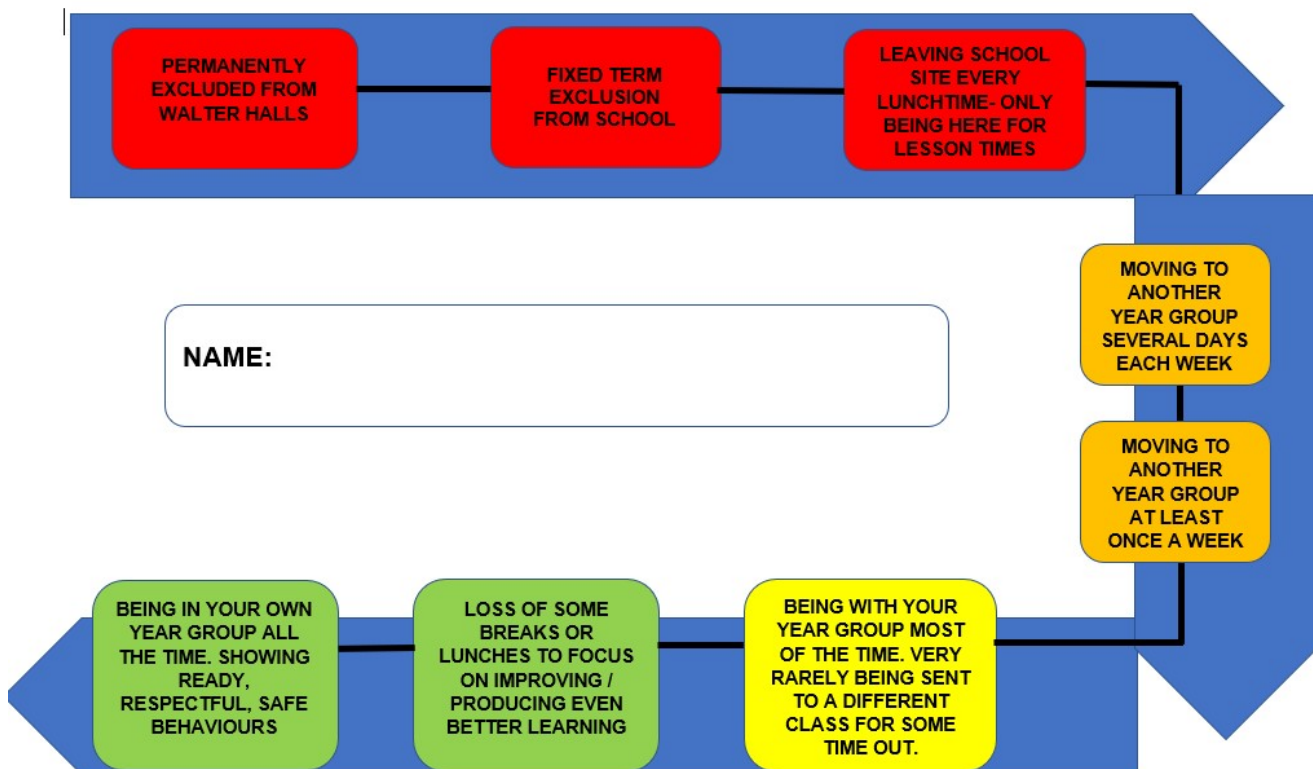 PERMANENTLY
EXCLUDED FROM
WALTER HALLS
FIXED TERM
EXCLUSION
FROM SCHOOL
LEAVING SCHOOL
SITE EVERY
LUNCHTIME- ONLY
BEING HERE FOR
LESSON TIMES
NAME:
MOVING TO
ANOTHER
YEAR GROUP
SEVERAL DAYS
EACH WEEK
MOVING TO
ANOTHER
YEAR GROUP
AT LEAST
ONCE A WEEK
BEING IN YOUR OWN
YEAR GROUP ALL
THE TIME. SHOWING
READY,
RESPECTFUL, SAFE
BEHAVIOURS
LOSS OF SOME
BREAKS OR
LUNCHES TO FOCUS
ON IMPROVING /
PRODUCING EVEN
BETTER LEARNING
BEING WITH YOUR
YEAR GROUP MOST
OF THE TIME. VERY
RARELY BEING SENT
TO A DIFFERENT
CLASS FOR SOME
TIME OUT.